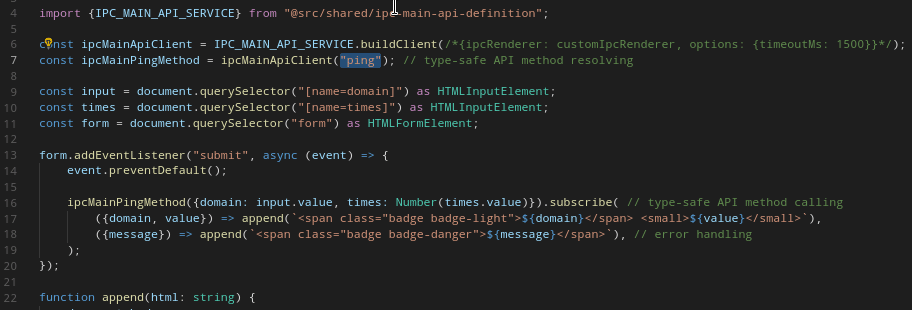 4 import {IPC_MAIN_API_SERVICE} from "@src/shared/ipc-main-api-definition";
5
6 const ipcMainApiClient = IPC_MAIN_API_SERVICE.buildClient(/*{ipcRenderer: customIpcRenderer, options: {timeoutMs: 1500}}*/);
7 const ipcMainPingMethod = ipcMainApiClient("ping"); // type-safe API method resolving
8
9 const input = document.querySelector("[name=domain]") as HTMLInputElement;
10 const times = document.querySelector("[name=times]") as HTMLInputElement;
11 const form = document.querySelector("form") as HTMLFormElement;
12
13 form.addEventListener("submit", async (event) => {
14 event.preventDefault();
15
16 ipcMainPingMethod({domain: input.value, times: Number(times.value)}).subscribe( // type-safe API method calling
17 ({domain, value}) => append(`<span class="badge badge-light">${domain}</span> <small>${value}</small>`),
18 ({message}) => append(`<span class="badge badge-danger">${message}</span>`), // error handling
19 );
20 });
21
22 function append(html: string) {